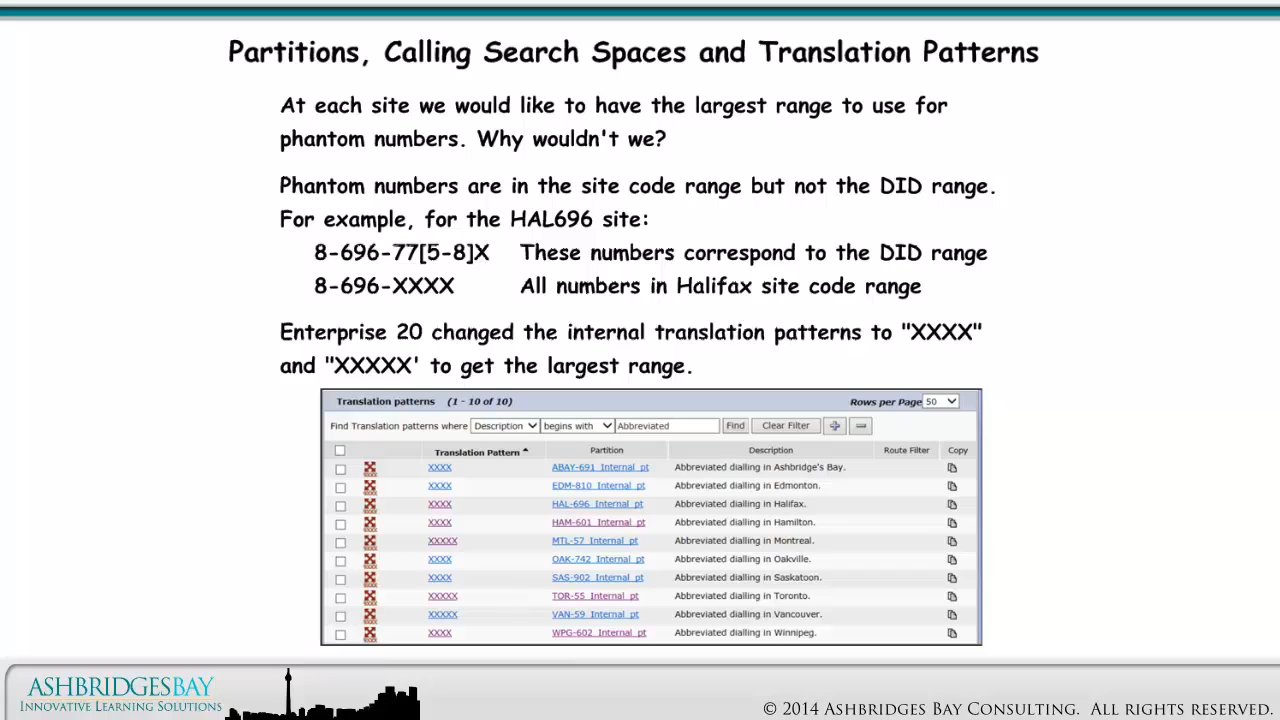 Partitions, Calling Search Spaces and Translation Patterns
At each site we would like to have the largest range to use for
phantom numbers. Why wouldn't we?
Phantom numbers are in the site code range but not the DID range.
For example, for the HAL696 site:
8-696-77[5-8]X These numbers correspond to the DID range
8-696-XXXX All numbers in Halifax site code range
Enterprise 20 changed the internal translation patterns to "XXXX"
and "XXXXX' to get the largest range.
Translation patterns (1 - 10 of 10) Rows per Page 50
Find Translation patterns where Description begins with Abbreviated Find Clear Filter
Translation Pattern Partition Description Route Filter Copy
XXXX ABAY-691_Internal_pt Abbreviated dialling in Ashbridge's Bay.
XXXX EDM-810_Internal_pt Abbreviated dialling in Edmonton.
XXXX HAL-696_Internal_pt Abbreviated dialling in Halifax.
XXXX HAM-601_Internal_pt Abbreviated dialling in Hamilton.
XXXXX MTL-57_Internal_pt Abbreviated dialling in Montreal.
XXXX OAK-742_Internal_pt Abbreviated dialling in Oakville.
XXXX SAS-902_Internal_pt Abbreviated dialling in Saskatoon.
XXXXX TOR-55_Internal_pt Abbreviated dialling in Toronto.
XXXXX VAN-59_Internal_pt Abbreviated dialling in Vancouver.
XXXX WPG-602_Internal_pt Abbreviated dialling in Winnipeg.
ASHBRIDGESBAY
INNOVATIVE LEARNING SOLUTIONS
© 2014 ASHBRIDGES BAY CONSULTING. ALL RIGHTS RESERVED.